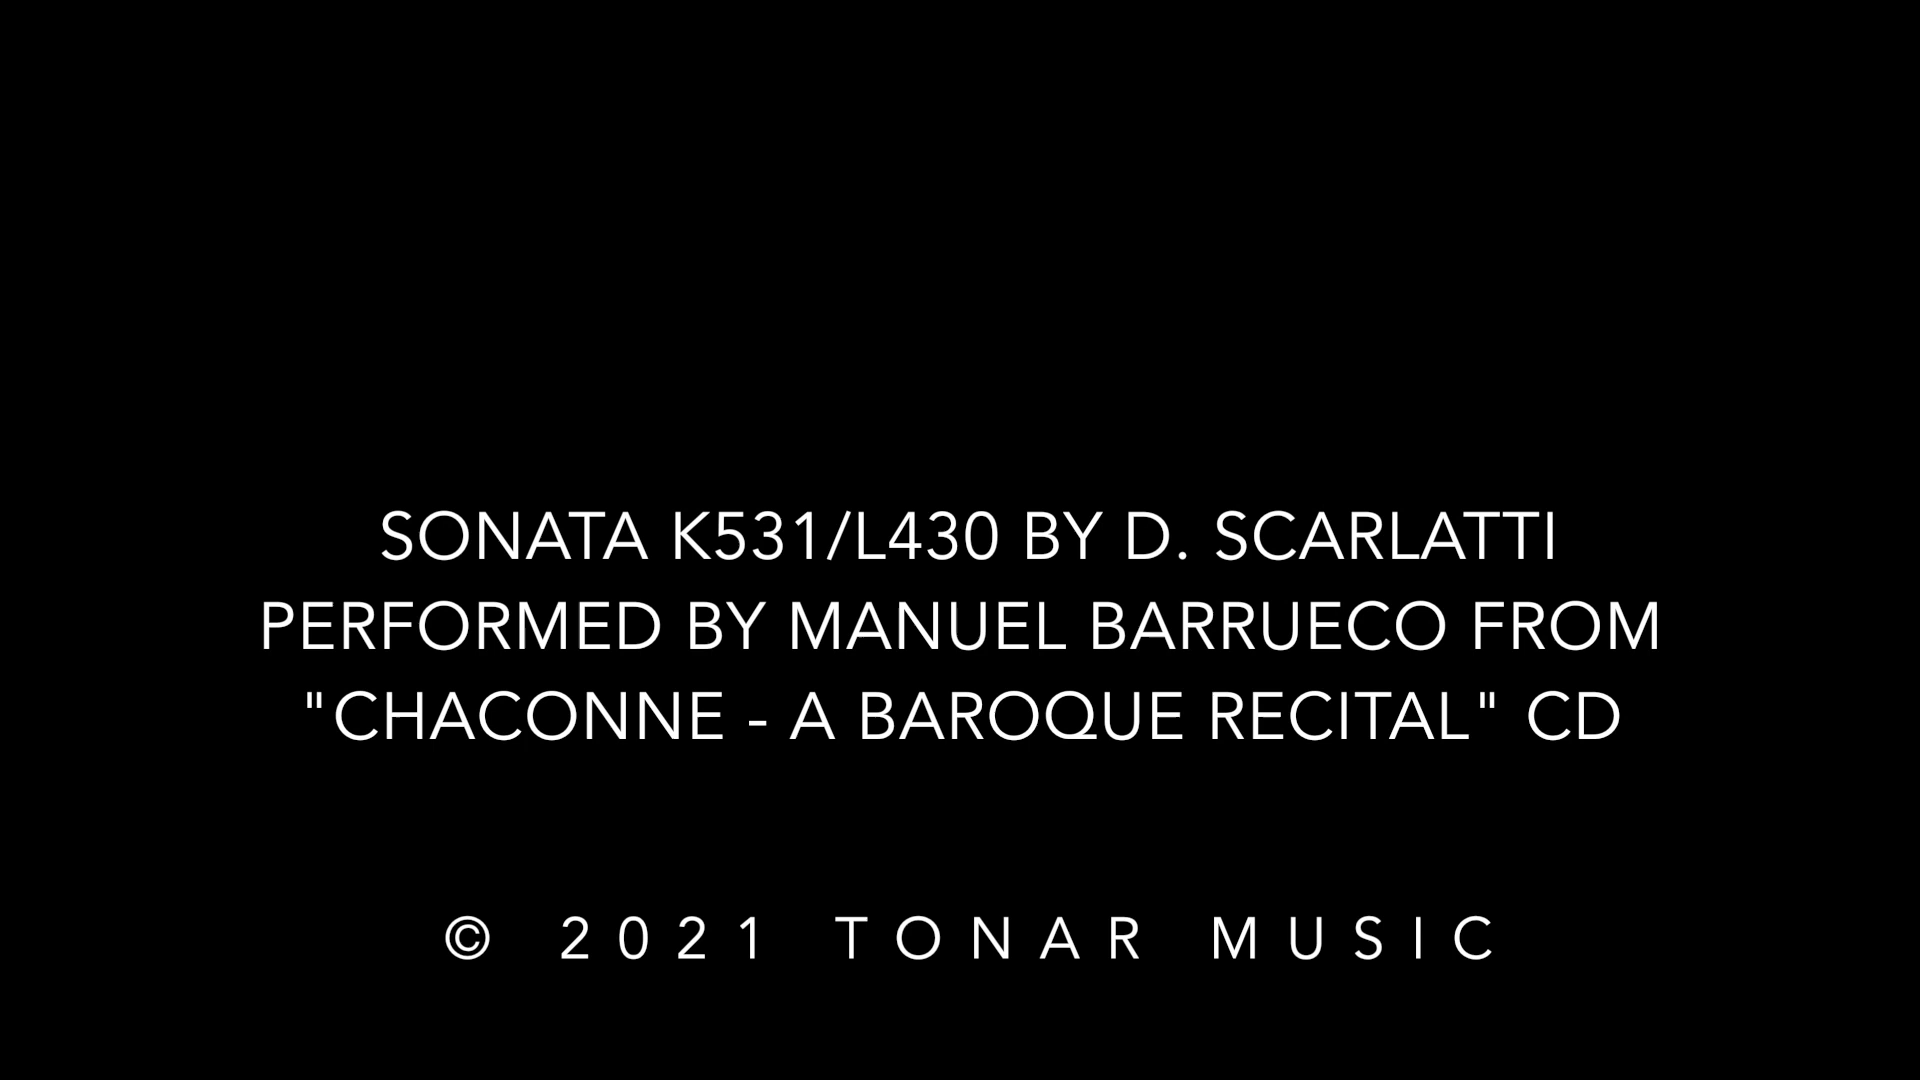 SONATA K531/L430 BY D. SCARLATTI
PERFORMED BY MANUEL BARRUECO FROM
"CHACONNE - A BAROQUE RECITAL" CD
© 2021 TONAR MUSIC